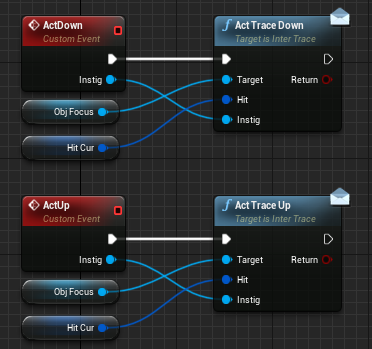 ActDown
Custom Event
Instig
Obj Focus
Hit Cur
Act Trace Down
Target is Inter Trace
Target
Return
Hit
Instig
ActUp
Custom Event
Instig
Obj Focus
Hit Cur
Act Trace Up
Target is Inter Trace
Target
Return
Hit
Instig